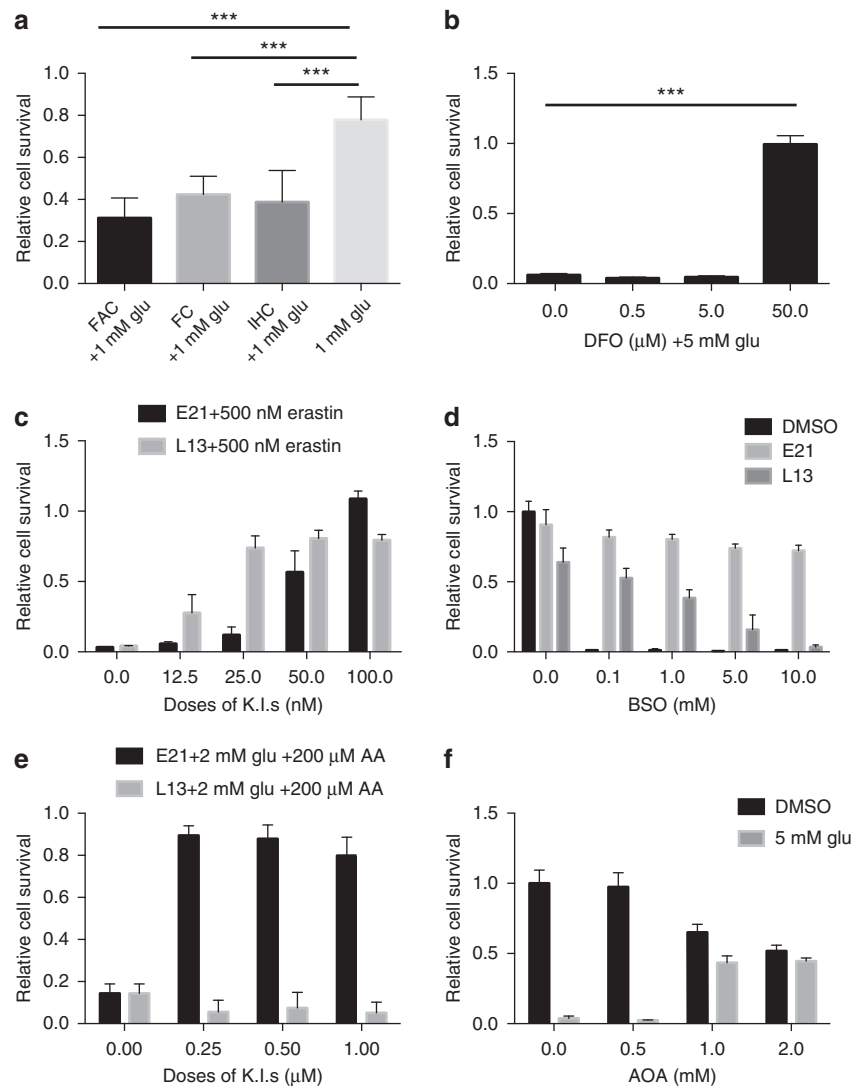 a
***
***
***
1.0
0.8
0.6
0.4
0.2
0.0
Relative cell survival
FAC
+1 mM glu
FC
+1 mM glu
IHC
+1 mM glu
1 mM glu
b
***
1.5
1.0
0.5
0.0
Relative cell survival
0.0 0.5 5.0 50.0
DFO (μM) +5 mM glu
c
E21+500 nM erastin
L13+500 nM erastin
1.5
1.0
0.5
0.0
Relative cell survival
0.0 12.5 25.0 50.0 100.0
Doses of K.I.s (nM)
d
DMSO
E21
L13
1.5
1.0
0.5
0.0
Relative cell survival
0.0 0.1 1.0 5.0 10.0
BSO (mM)
e
E21+2 mM glu +200 μM AA
L13+2 mM glu +200 μM AA
1.0
0.8
0.6
0.4
0.2
0.0
Relative cell survival
0.00 0.25 0.50 1.00
Doses of K.I.s (μM)
f
DMSO
5 mM glu
1.5
1.0
0.5
0.0
Relative cell survival
0.0 0.5 1.0 2.0
AOA (mM)